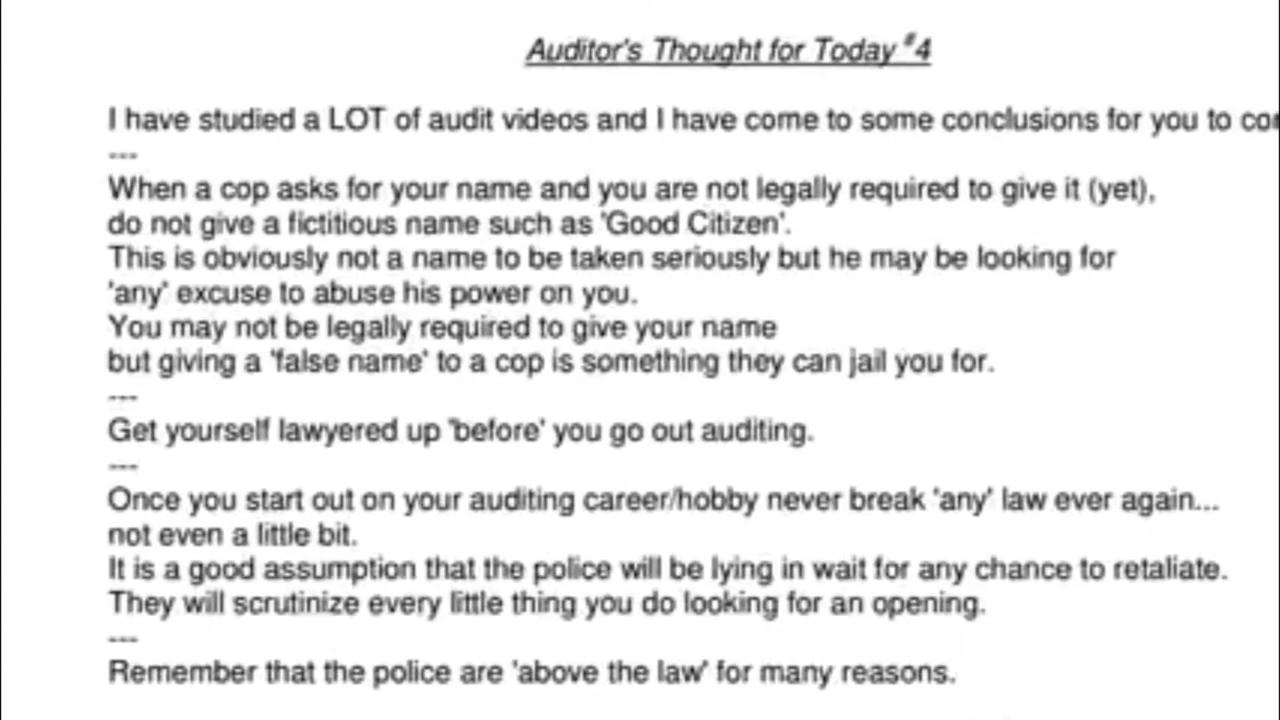 Auditor's Thought for Today #4
I have studied a LOT of audit videos and I have come to some conclusions for you to
---
When a cop asks for your name and you are not legally required to give it (yet),
do not give a fictitious name such as 'Good Citizen'.
This is obviously not a name to be taken seriously but he may be looking for
'any' excuse to abuse his power on you.
You may not be legally required to give your name
but giving a 'false name' to a cop is something they can jail you for.
---
Get yourself lawyered up 'before' you go out auditing.
---
Once you start out on your auditing career/hobby never break 'any' law ever again...
not even a little bit.
It is a good assumption that the police will be lying in wait for any chance to retaliate.
They will scrutinize every little thing you do looking for an opening.
---
Remember that the police are 'above the law' for many reasons.